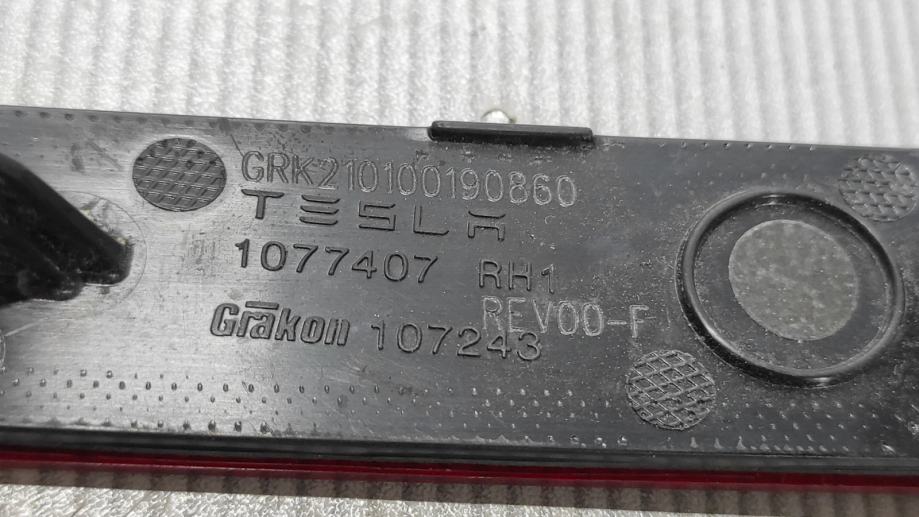 GRK210100190860
TESLA
1077407 RH1
REV00-F
Grakon 107243